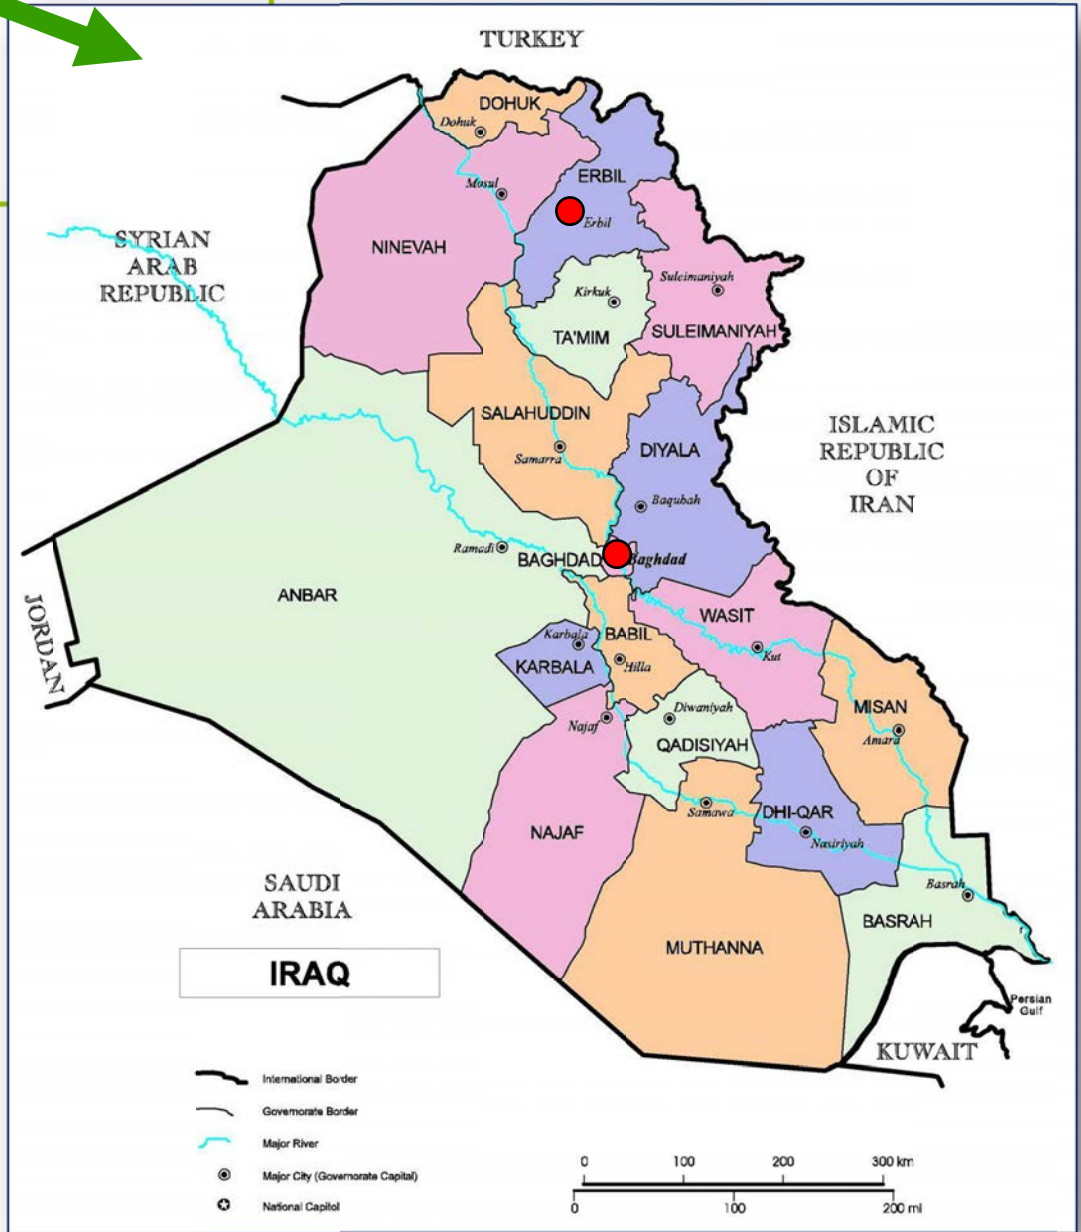 TURKEY
DOHUK
Dohuk
ERBIL
Mosul
Erbil
SYRIAN
ARAB
REPUBLIC
NINEVAH
Suleimaniyah
Kirkuk
TA'MIM
SULEIMANIYAH
SALAHUDDIN
ISLAMIC
REPUBLIC
OF
IRAN
DIYALA
Samarra
Baqubah
Ramadi
BAGHDAD
Baghdad
ANBAR
JORDAN
WASIT
Karbala
BABIL
Kut
KARBALA
Hilla
MISAN
Diwaniyah
Najaf
Amara
QADISIYAH
Samawa
DHI-QAR
NAJAF
Nasiriyah
SAUDI
ARABIA
Basrah
BASRAH
MUTHANNA
IRAQ
Persian
Gulf
KUWAIT
International Border
Governorate Border
Major River
Major City (Governorate Capital)
National Capitol
0 100 200 300 km
0 100 200 mi